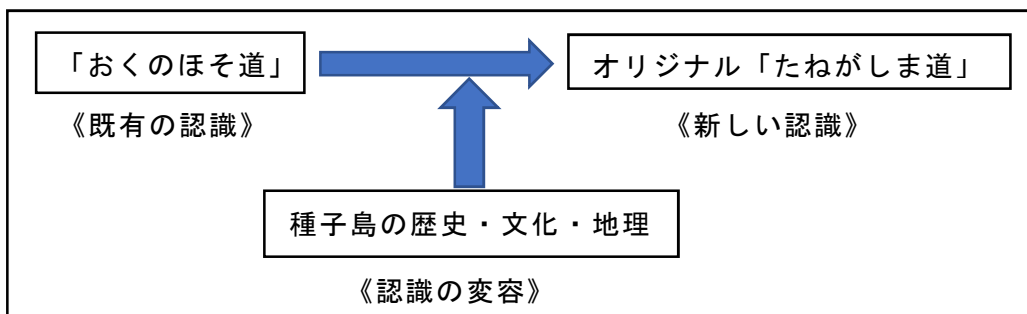 「おくのほそ道」
オリジナル「たねがしま道」
《既有の認識》
《新しい認識》
種子島の歴史・文化・地理
《認識の変容》